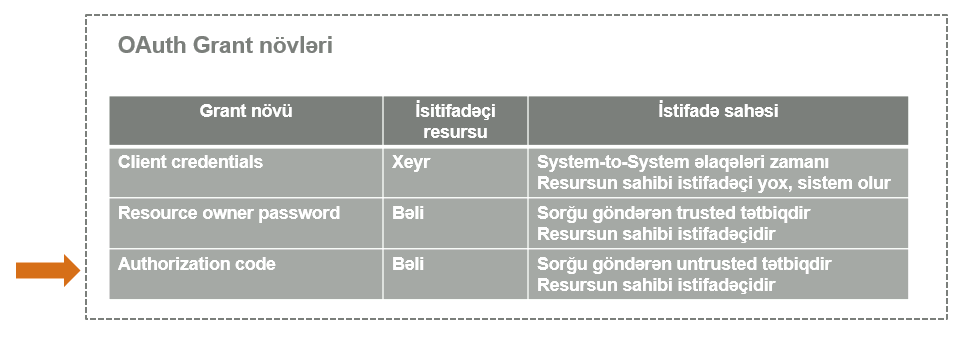 OAuth Grant növləri
Grant növü
İsitifadəçi
resursu
İstifadə sahəsi
Client credentials
Xeyr
System-to-System əlaqələri zamanı
Resursun sahibi istifadəçi yox, sistem olur
Resource owner password
Bəli
Sorğu göndərən trusted tətbiqdir
Resursun sahibi istifadəçidir
Authorization code
Bəli
Sorğu göndərən untrusted tətbiqdir
Resursun sahibi istifadəçidir